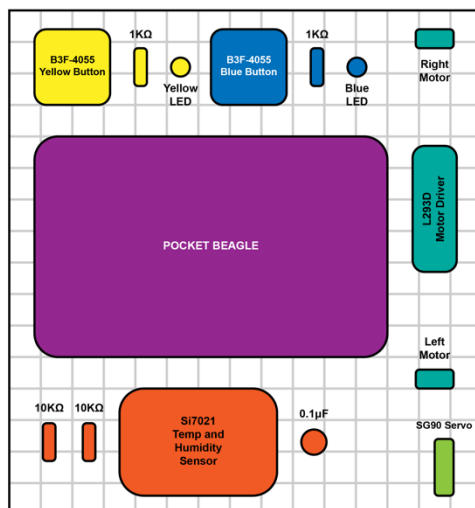 1KΩ
1KΩ
B3F-4055
Yellow Button
B3F-4055
Blue Button
Yellow
LED
Blue
LED
Right
Motor
POCKET BEAGLE
L293D
Motor Driver
Left
Motor
10KΩ
10KΩ
Si7021
Temp and
Humidity
Sensor
0.1µF
SG90 Servo